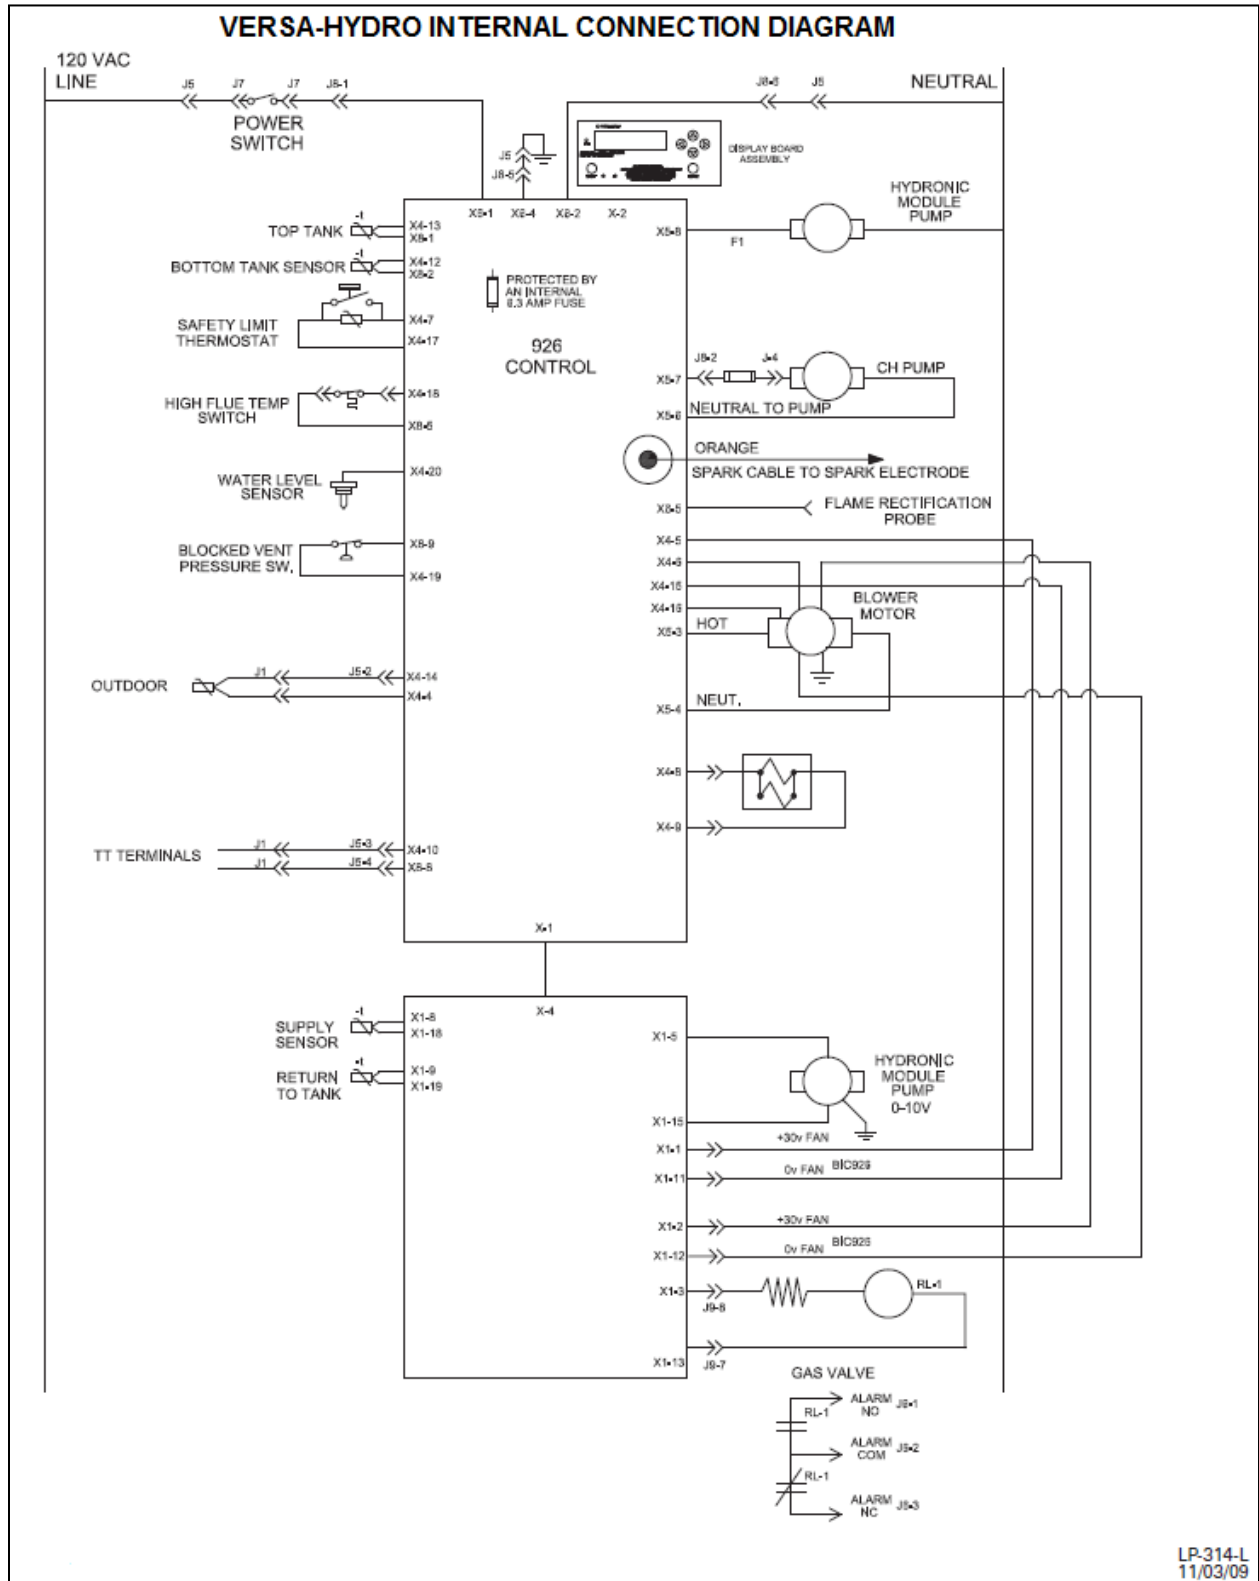 VERSA-HYDRO INTERNAL CONNECTION DIAGRAM
120 VAC
LINE
NEUTRAL
J5
J7
J7
J8-1
J8-6
J5
POWER
SWITCH
J5
J8-5
DISPLAY BOARD
ASSEMBLY
HYDRONIC
MODULE
PUMP
X6-4
X8-2
X-2
TOP TANK
-t
X4-13
X8-1
X5-8
F1
BOTTOM TANK SENSOR
-t
X4-12
X8-2
PROTECTED BY
AN INTERNAL
6.3 AMP FUSE
SAFETY LIMIT
THERMOSTAT
X4-7
X4-17
926
CONTROL
J8-2
J-4
CH PUMP
X5-7
HIGH FLUE TEMP
SWITCH
X4-18
X8-6
X5-6
NEUTRAL TO PUMP
ORANGE
SPARK CABLE TO SPARK ELECTRODE
WATER LEVEL
SENSOR
X4-20
X8-5
FLAME RECTIFICATION
PROBE
BLOCKED VENT
PRESSURE SW.
X8-9
X4-19
X4-5
X4-6
X4-15
X4-16
BLOWER
MOTOR
X5-3
HOT
OUTDOOR
J1
J5-2
X4-14
X4-4
X5-4
NEUT.
X4-8
X4-9
TT TERMINALS
J1
J5-3
X4-10
J1
J5-4
X8-8
X-1
X-4
SUPPLY
SENSOR
-t
X1-8
X1-18
X1-5
RETURN
TO TANK
-t
X1-9
X1-19
HYDRONIC
MODULE
PUMP
0-10V
X1-15
X1-1
+30v FAN
X1-11
0v FAN
BIC926
X1-2
+30v FAN
X1-12
0v FAN
BIC926
X1-3
J9-8
RL-1
X1-13
J9-7
GAS VALVE
RL-1
ALARM
NO
ALARM
COM
RL-1
ALARM
NC
LP-314-L
11/03/09